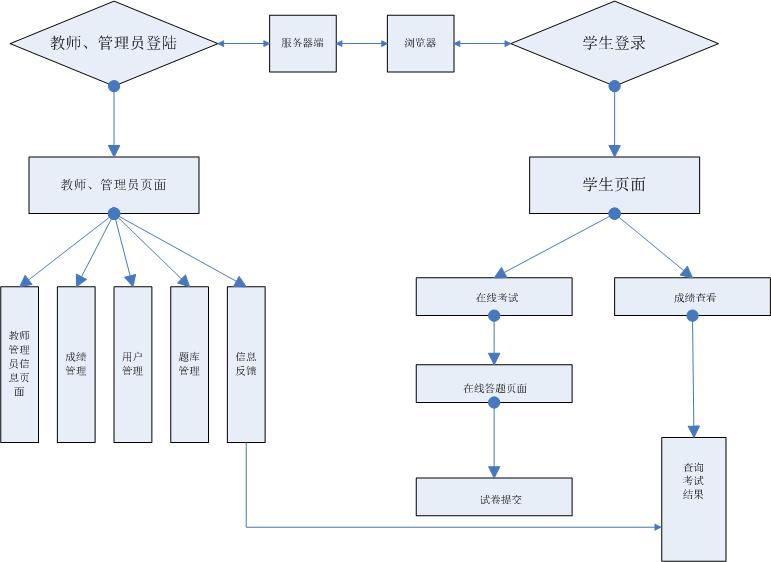 教师、管理员登陆
服务器端
浏览器
学生登录
教师、管理员页面
学生页面
教师
管理
员信
息页
面
成绩
管理
用户
管理
题库
管理
信息
反馈
在线考试
成绩查看
在线答题页面
试卷提交
查询
考试
结果